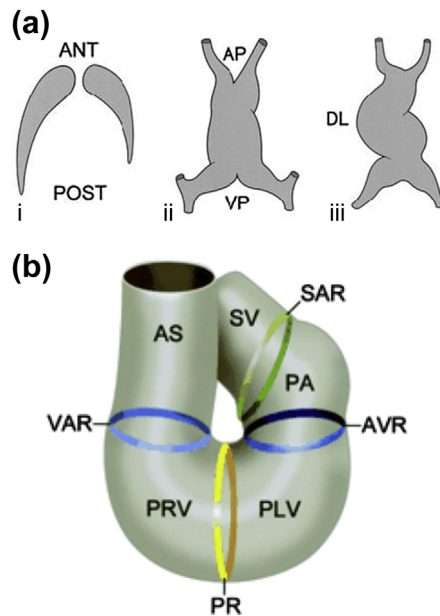 (a)
ANT
POST
i
AP
VP
ii
DL
iii
(b)
AS
SV
SAR
PA
VAR
AVR
PRV
PLV
PR